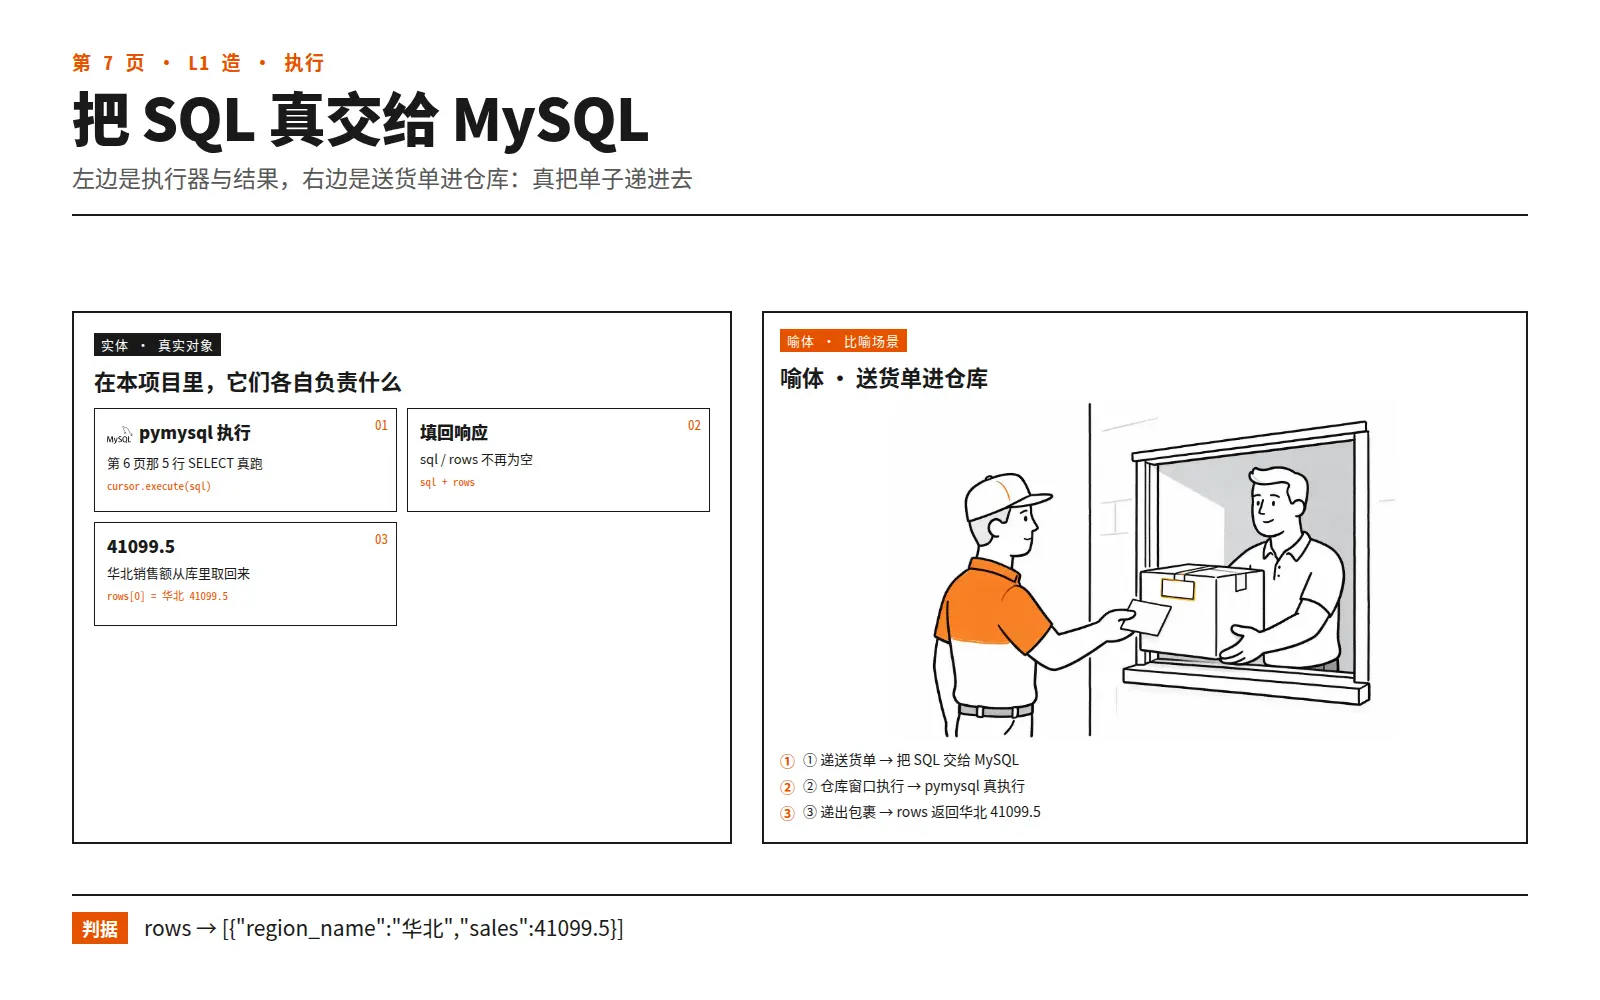 第 7 页 · L1 造 · 执行
把 SQL 真交给 MySQL
左边是执行器与结果，右边是送货单进仓库：真把单子递进去
实体 · 真实对象
在本项目里，它们各自负责什么
MySQL pymysql 执行 01
第 6 页那 5 行 SELECT 真跑
cursor.execute(sql)
填回响应 02
sql / rows 不再为空
sql + rows
41099.5 03
华北销售额从库里取回来
rows[0] = 华北 41099.5
喻体 · 比喻场景
喻体 · 送货单进仓库
① ① 递送货单 → 把 SQL 交给 MySQL
② ② 仓库窗口执行 → pymysql 真执行
③ ③ 递出包裹 → rows 返回华北 41099.5
判据 rows → [{"region_name":"华北","sales":41099.5}]